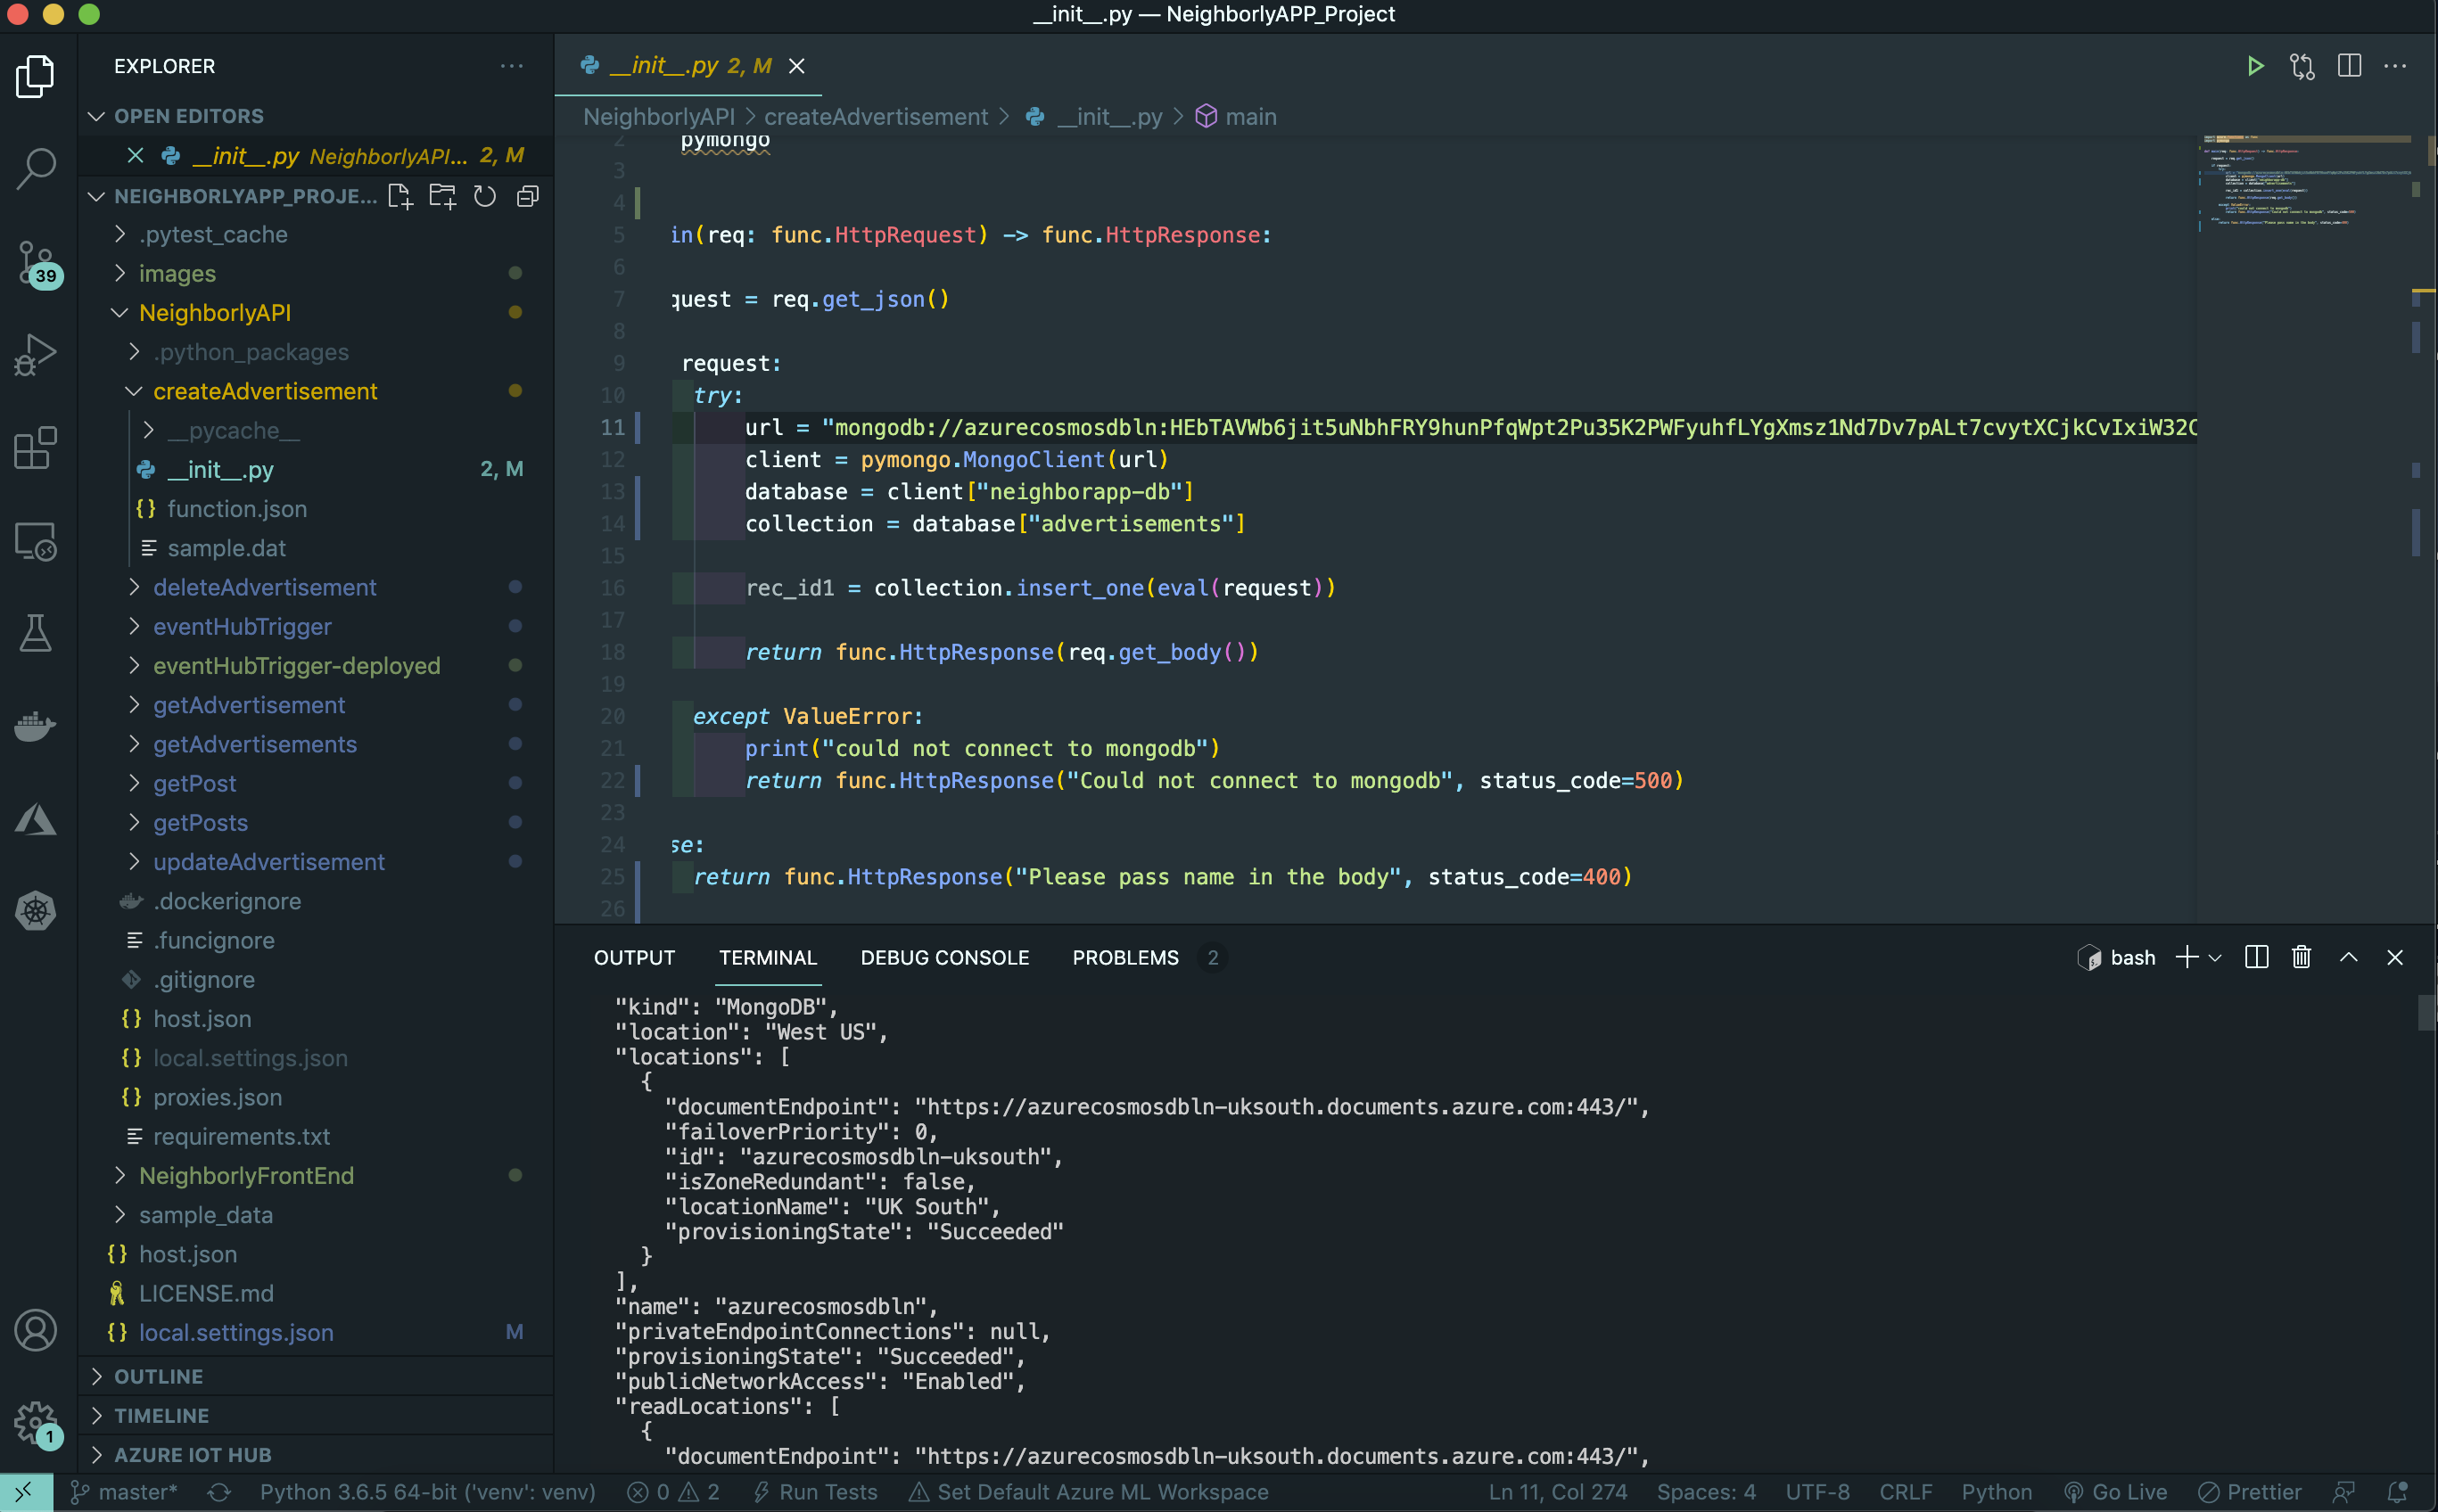 __init__.py — NeighborlyAPP_Project
EXPLORER
OPEN EDITORS
__init__.py NeighborlyAPI... 2, M
NEIGHBORLYAPP_PROJE...
.pytest_cache
images
NeighborlyAPI
.python_packages
createAdvertisement
__pycache__
__init__.py 2, M
function.json
sample.dat
deleteAdvertisement
eventHubTrigger
eventHubTrigger-deployed
getAdvertisement
getAdvertisements
getPost
getPosts
updateAdvertisement
.dockerignore
.funcignore
.gitignore
host.json
local.settings.json
proxies.json
requirements.txt
NeighborlyFrontEnd
sample_data
host.json
LICENSE.md
local.settings.json M
OUTLINE
TIMELINE
AZURE IOT HUB
39
1
__init__.py 2, M
NeighborlyAPI > createAdvertisement > __init__.py > main
2 pymongo
3
4
5 in(req: func.HttpRequest) -> func.HttpResponse:
6
7 quest = req.get_json()
8
9 request:
10 try:
11 url = "mongodb://azurecosmosdbln:HEbTAVWb6jit5uNbhFRY9hunPfqWpt2Pu35K2PWFyuhfLYgXmsz1Nd7Dv7pALt7cvytXCjkCvIxiW32C
12 client = pymongo.MongoClient(url)
13 database = client["neighborapp-db"]
14 collection = database["advertisements"]
15
16 rec_id1 = collection.insert_one(eval(request))
17
18 return func.HttpResponse(req.get_body())
19
20 except ValueError:
21 print("could not connect to mongodb")
22 return func.HttpResponse("Could not connect to mongodb", status_code=500)
23
24 se:
25 return func.HttpResponse("Please pass name in the body", status_code=400)
26
OUTPUT TERMINAL DEBUG CONSOLE PROBLEMS 2 bash
"kind": "MongoDB",
"location": "West US",
"locations": [
{
"documentEndpoint": "https://azurecosmosdbln-uksouth.documents.azure.com:443/",
"failoverPriority": 0,
"id": "azurecosmosdbln-uksouth",
"isZoneRedundant": false,
"locationName": "UK South",
"provisioningState": "Succeeded"
}
],
"name": "azurecosmosdbln",
"privateEndpointConnections": null,
"provisioningState": "Succeeded",
"publicNetworkAccess": "Enabled",
"readLocations": [
{
"documentEndpoint": "https://azurecosmosdbln-uksouth.documents.azure.com:443/",
master* Python 3.6.5 64-bit ('venv': venv) 0 2 Run Tests Set Default Azure ML Workspace Ln 11, Col 274 Spaces: 4 UTF-8 CRLF Python Go Live Prettier